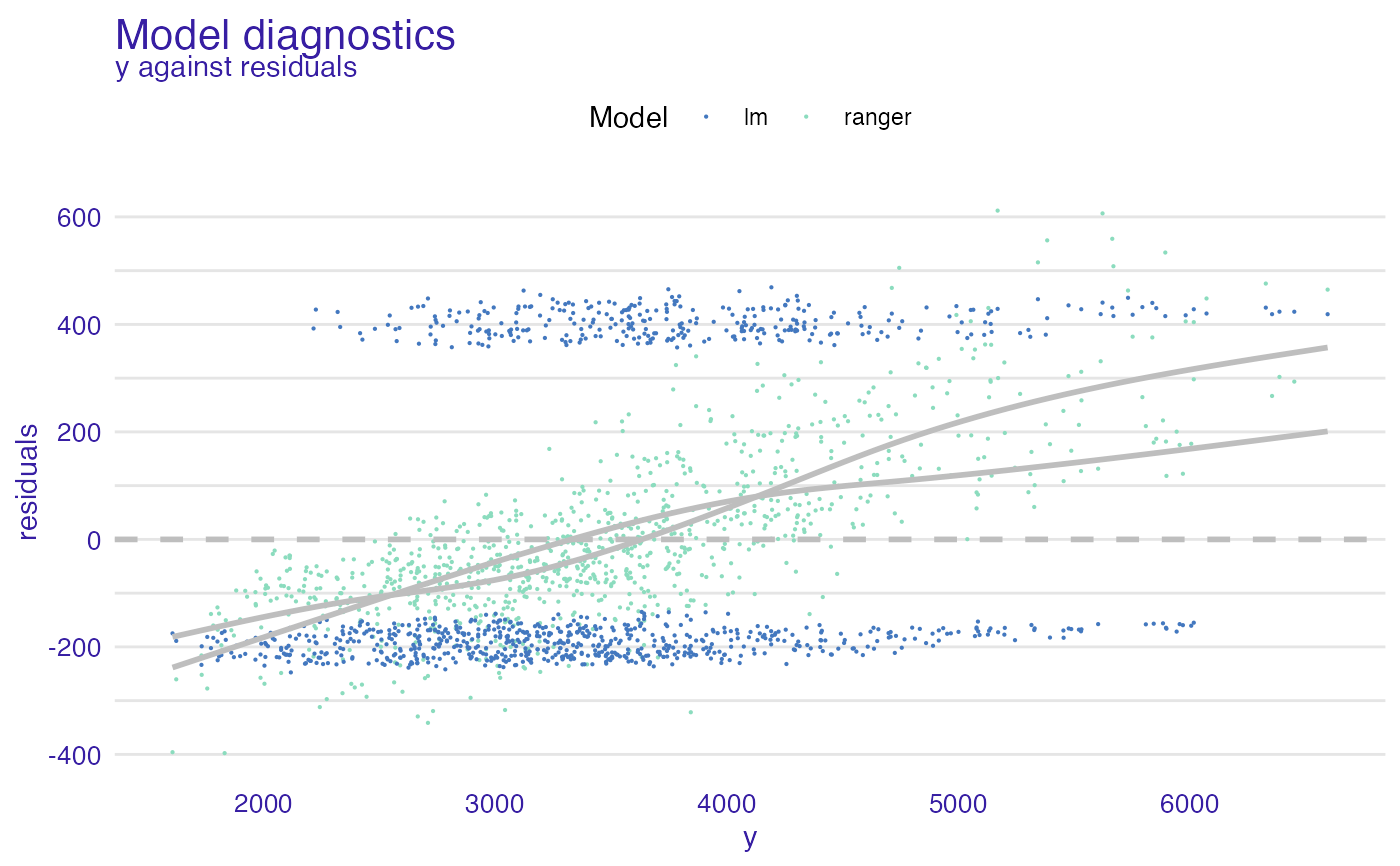 Model diagnostics
y against residuals
Model lm ranger
600
400
200
0
-200
-400
residuals
2000 3000 4000 5000 6000
y